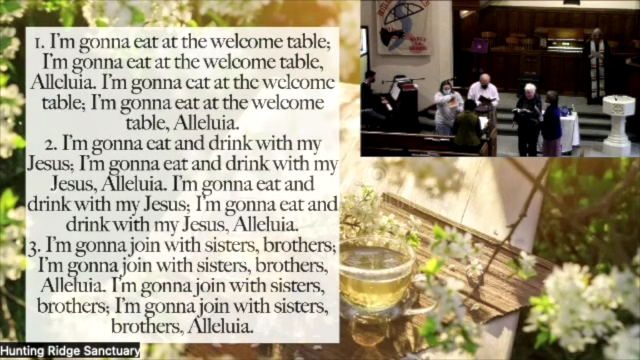 1. I'm gonna eat at the welcome table;
I'm gonna eat at the welcome table,
Alleluia. I'm gonna eat at the welcome
table; I'm gonna eat at the welcome
table, Alleluia.
2. I'm gonna eat and drink with my
Jesus; I'm gonna eat and drink with my
Jesus, Alleluia. I'm gonna eat and
drink with my Jesus; I'm gonna eat and
drink with my Jesus, Alleluia.
3. I'm gonna join with sisters, brothers;
I'm gonna join with sisters, brothers,
Alleluia. I'm gonna join with sisters,
brothers; I'm gonna join with sisters,
brothers, Alleluia.
Hunting Ridge Sanctuary